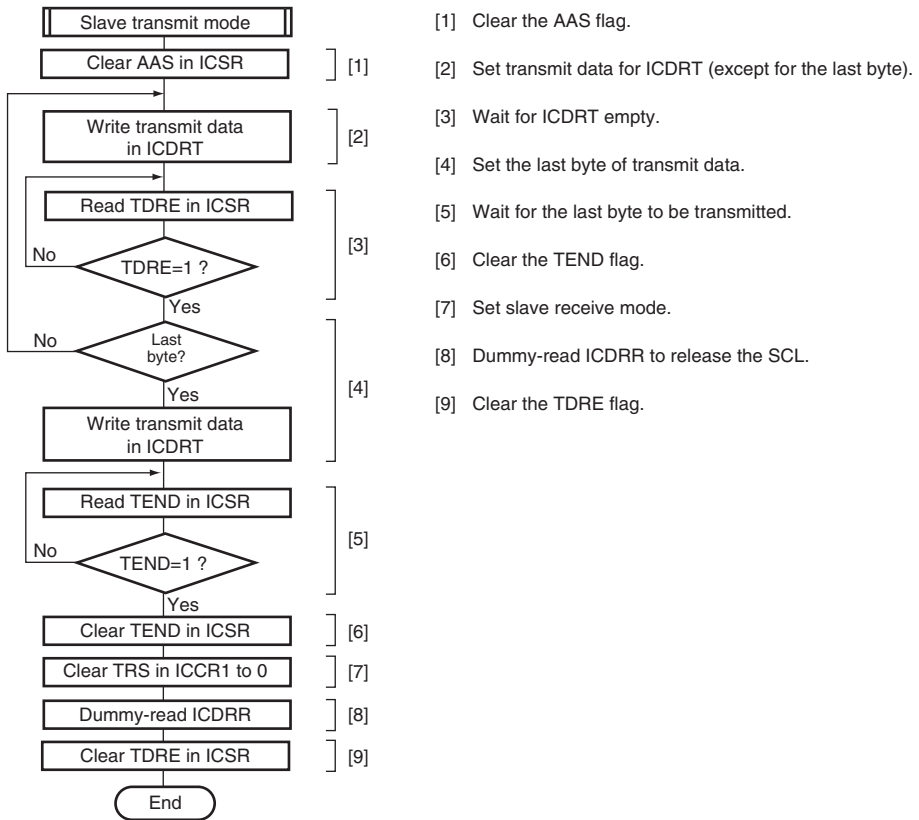 Slave transmit mode
Clear AAS in ICSR
[1]
Write transmit data
in ICDRT
[2]
Read TDRE in ICSR
No
TDRE=1 ?
[3]
Yes
No
Last
byte?
[4]
Yes
Write transmit data
in ICDRT
Read TEND in ICSR
No
TEND=1 ?
[5]
Yes
Clear TEND in ICSR
[6]
Clear TRS in ICCR1 to 0
[7]
Dummy-read ICDRR
[8]
Clear TDRE in ICSR
[9]
End
[1] Clear the AAS flag.
[2] Set transmit data for ICDRT (except for the last byte).
[3] Wait for ICDRT empty.
[4] Set the last byte of transmit data.
[5] Wait for the last byte to be transmitted.
[6] Clear the TEND flag.
[7] Set slave receive mode.
[8] Dummy-read ICDRR to release the SCL.
[9] Clear the TDRE flag.